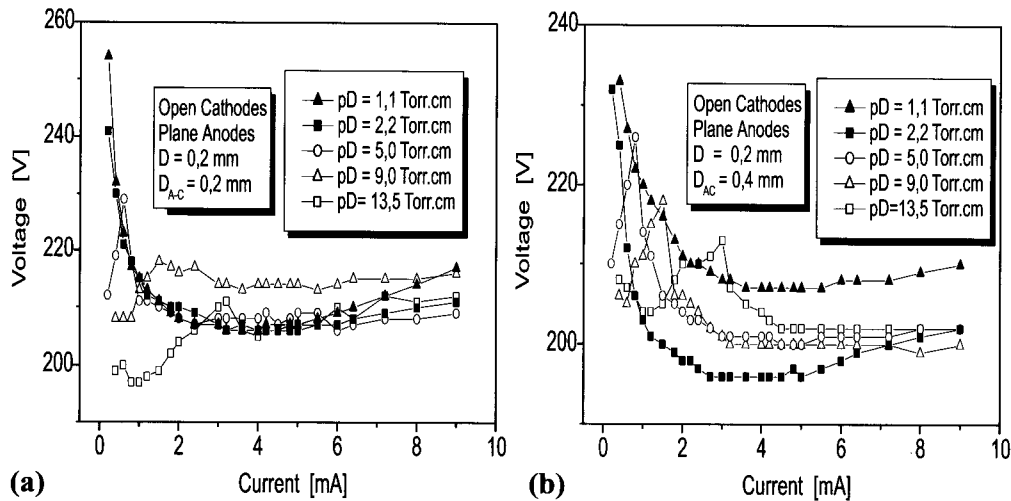 260
240
220
200
Voltage [V]
Open Cathodes
Plane Anodes
D = 0,2 mm
D_A-C = 0,2 mm
pD = 1,1 Torr.cm
pD = 2,2 Torr.cm
pD = 5,0 Torr.cm
pD = 9,0 Torr.cm
pD= 13,5 Torr.cm
0 2 4 6 8 10
Current [mA]
(a)
240
220
200
Voltage [V]
Open Cathodes
Plane Anodes
D = 0,2 mm
D_AC = 0,4 mm
pD = 1,1 Torr.cm
pD = 2,2 Torr.cm
pD = 5,0 Torr.cm
pD = 9,0 Torr.cm
pD=13,5 Torr.cm
0 2 4 6 8 10
Current [mA]
(b)